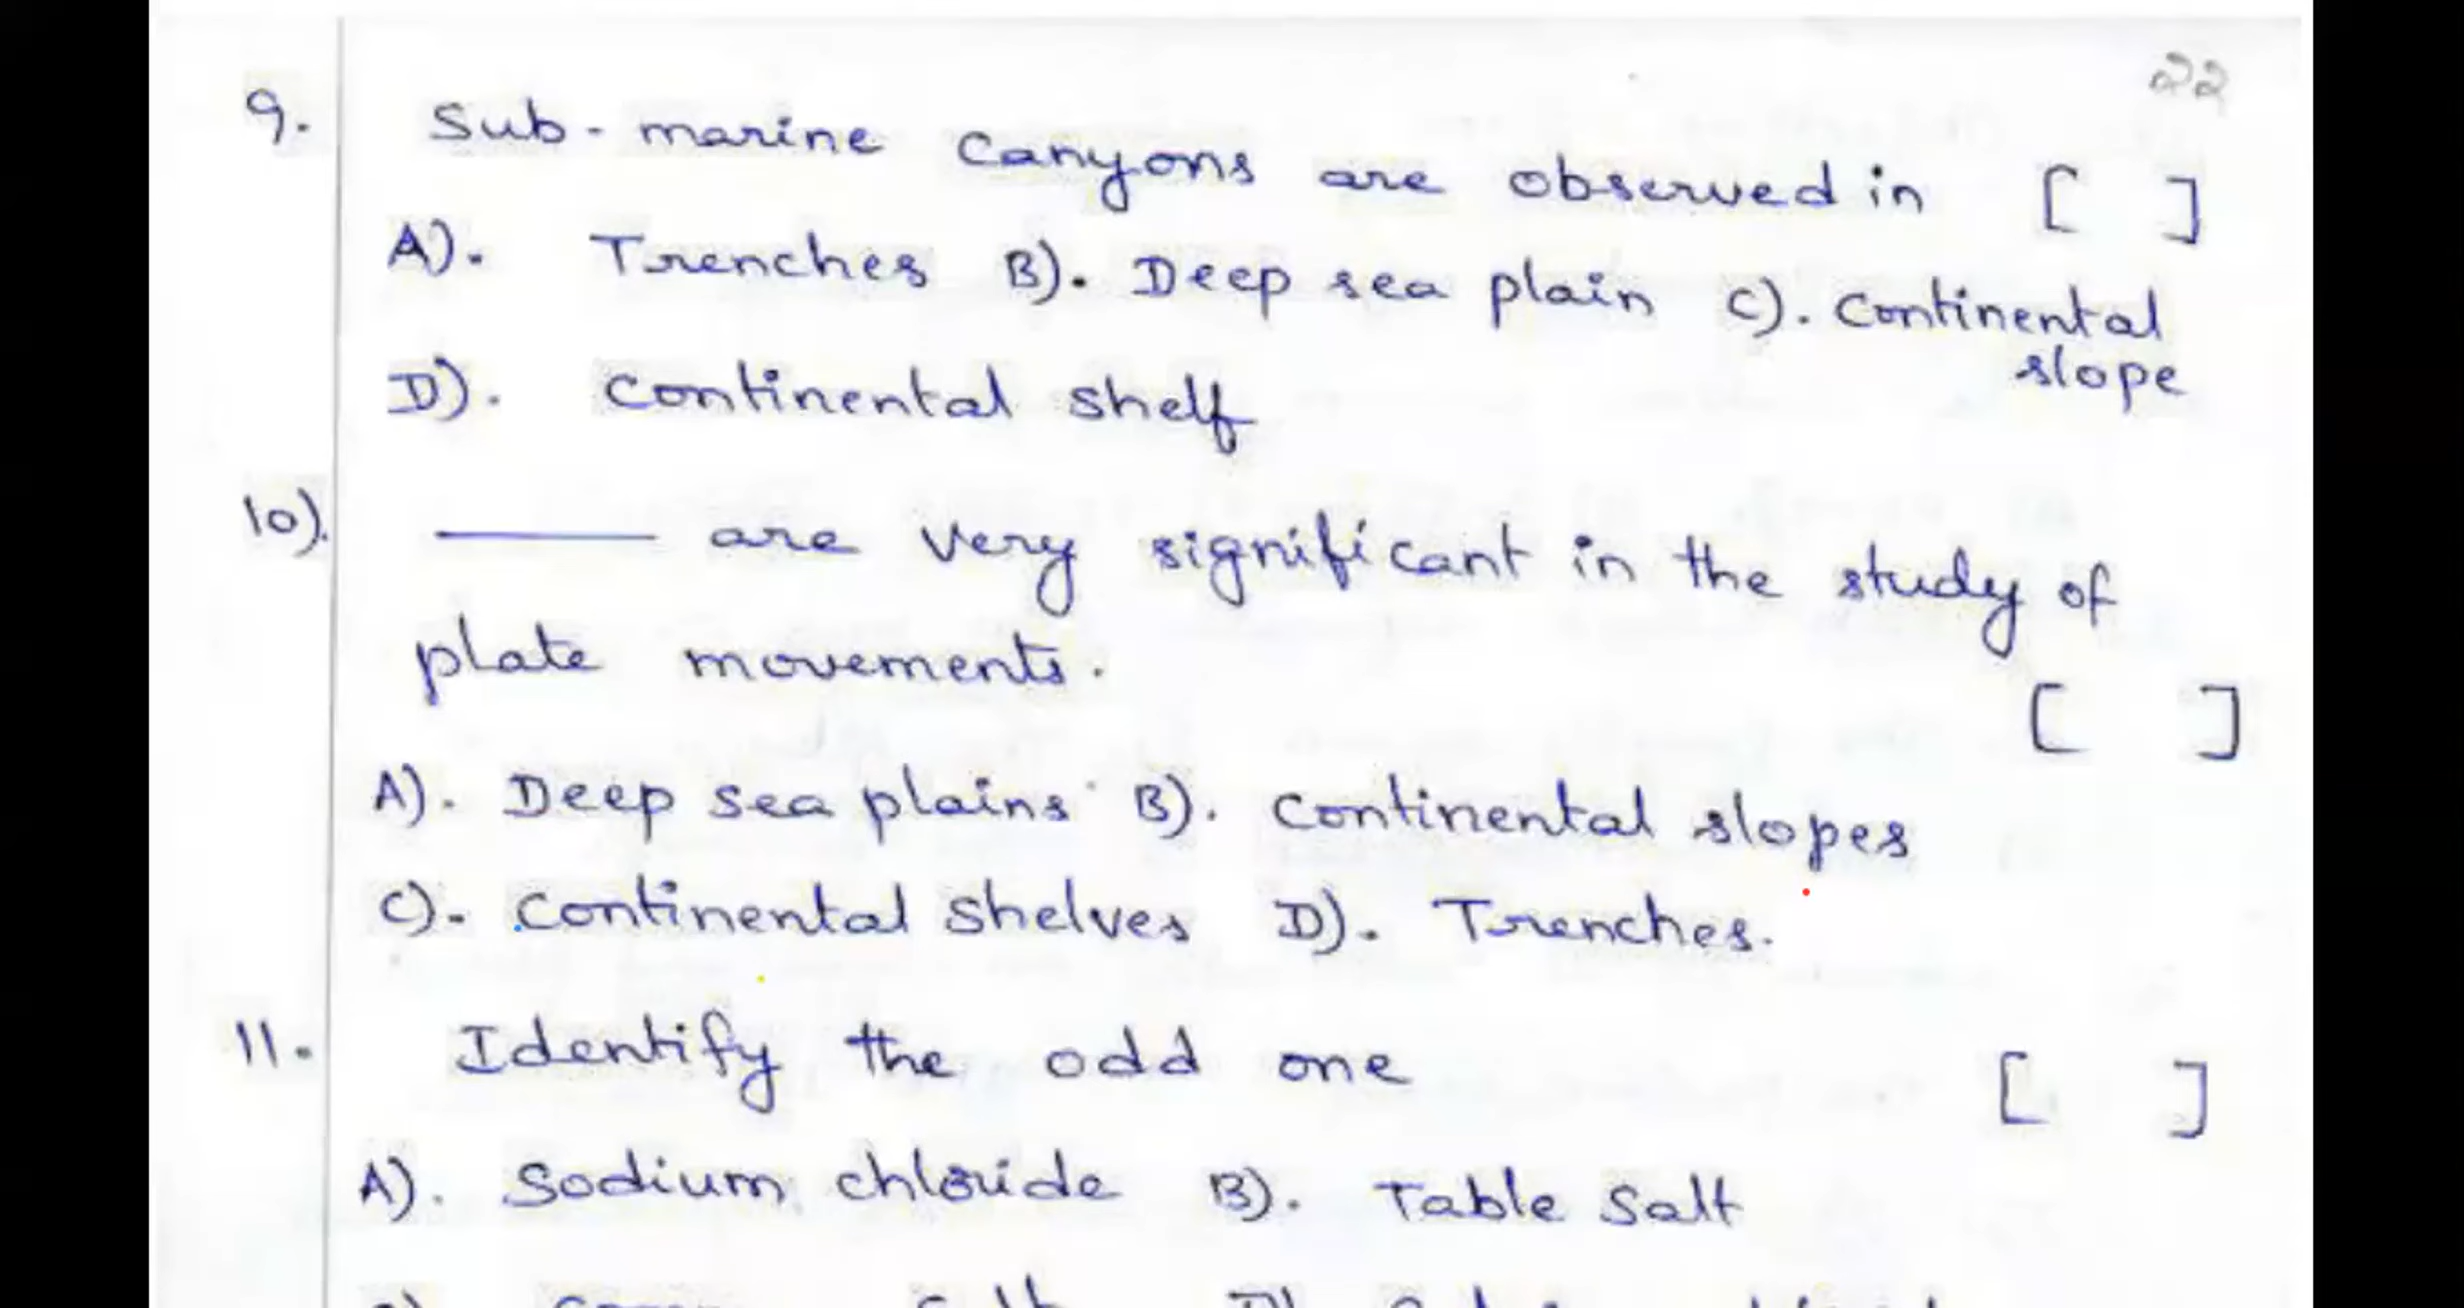 22
9. Sub-marine canyons are observed in [ ]
A). Trenches B). Deep sea plain C). Continental
slope
D). Continental shelf
10). ——— are very significant in the study of
plate movements.
[ ]
A). Deep sea plains B). Continental slopes
C). Continental shelves D). Trenches.
11. Identify the odd one [ ]
A). Sodium chloride B). Table Salt